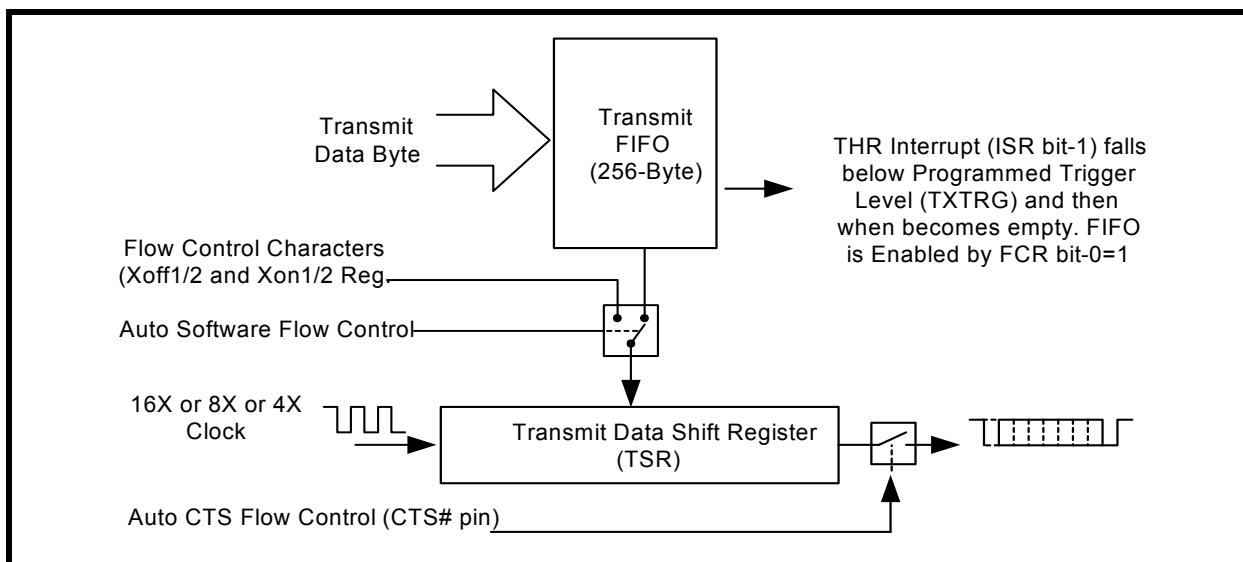 Transmit
Data Byte
Transmit
FIFO
(256-Byte)
THR Interrupt (ISR bit-1) falls
below Programmed Trigger
Level (TXTRG) and then
when becomes empty. FIFO
is Enabled by FCR bit-0=1
Flow Control Characters
(Xoff1/2 and Xon1/2 Reg.
Auto Software Flow Control
16X or 8X or 4X
Clock
Transmit Data Shift Register
(TSR)
Auto CTS Flow Control (CTS# pin)